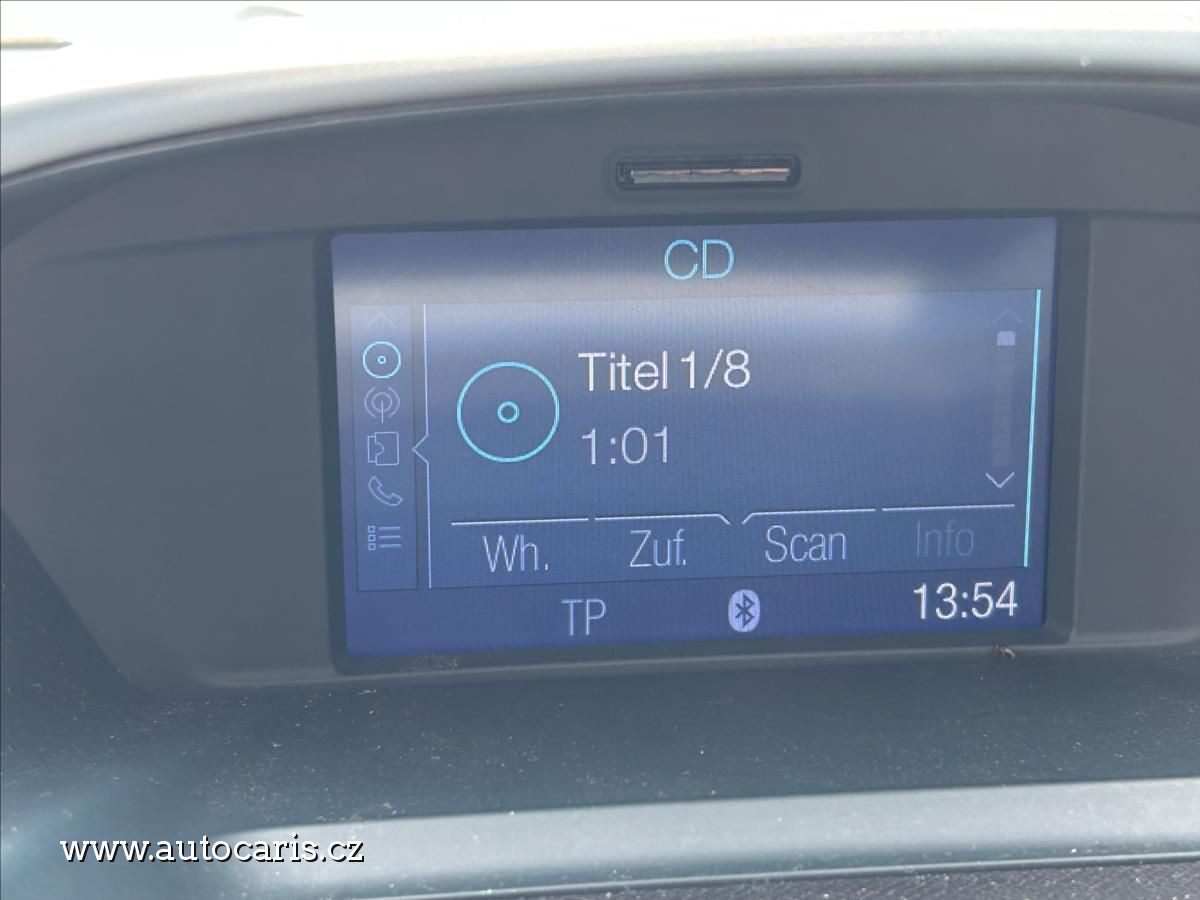 CD
Titel 1/8
1:01
Wh. Zuf. Scan Info
TP 13:54
www.autocaris.cz